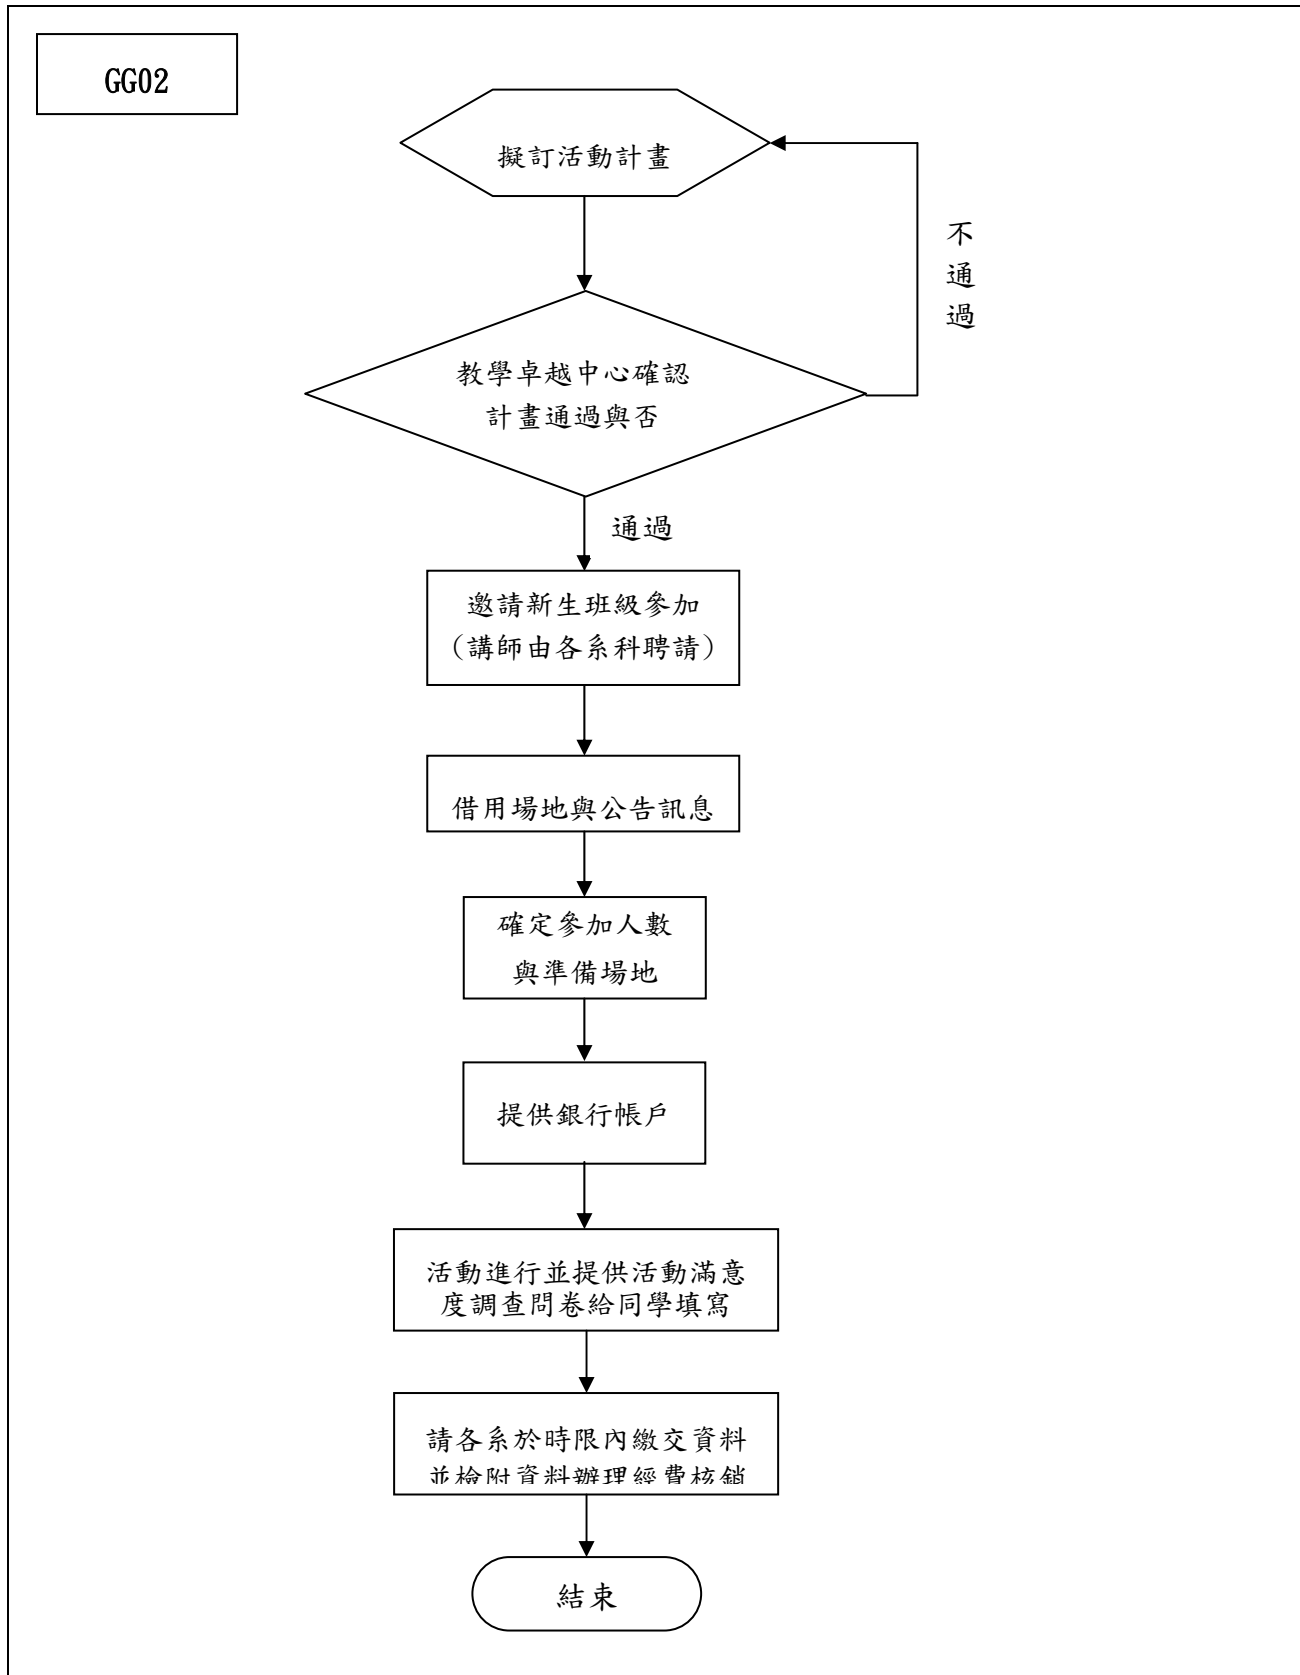 GG02
擬訂活動計畫
不
通
過
教學卓越中心確認
計畫通過與否
通過
邀請新生班級參加
(講師由各系科聘請)
借用場地與公告訊息
確定參加人數
與準備場地
提供銀行帳戶
活動進行並提供活動滿意
度調查問卷給同學填寫
請各系於時限內繳交資料
並檢附資料辦理經費核銷
結束